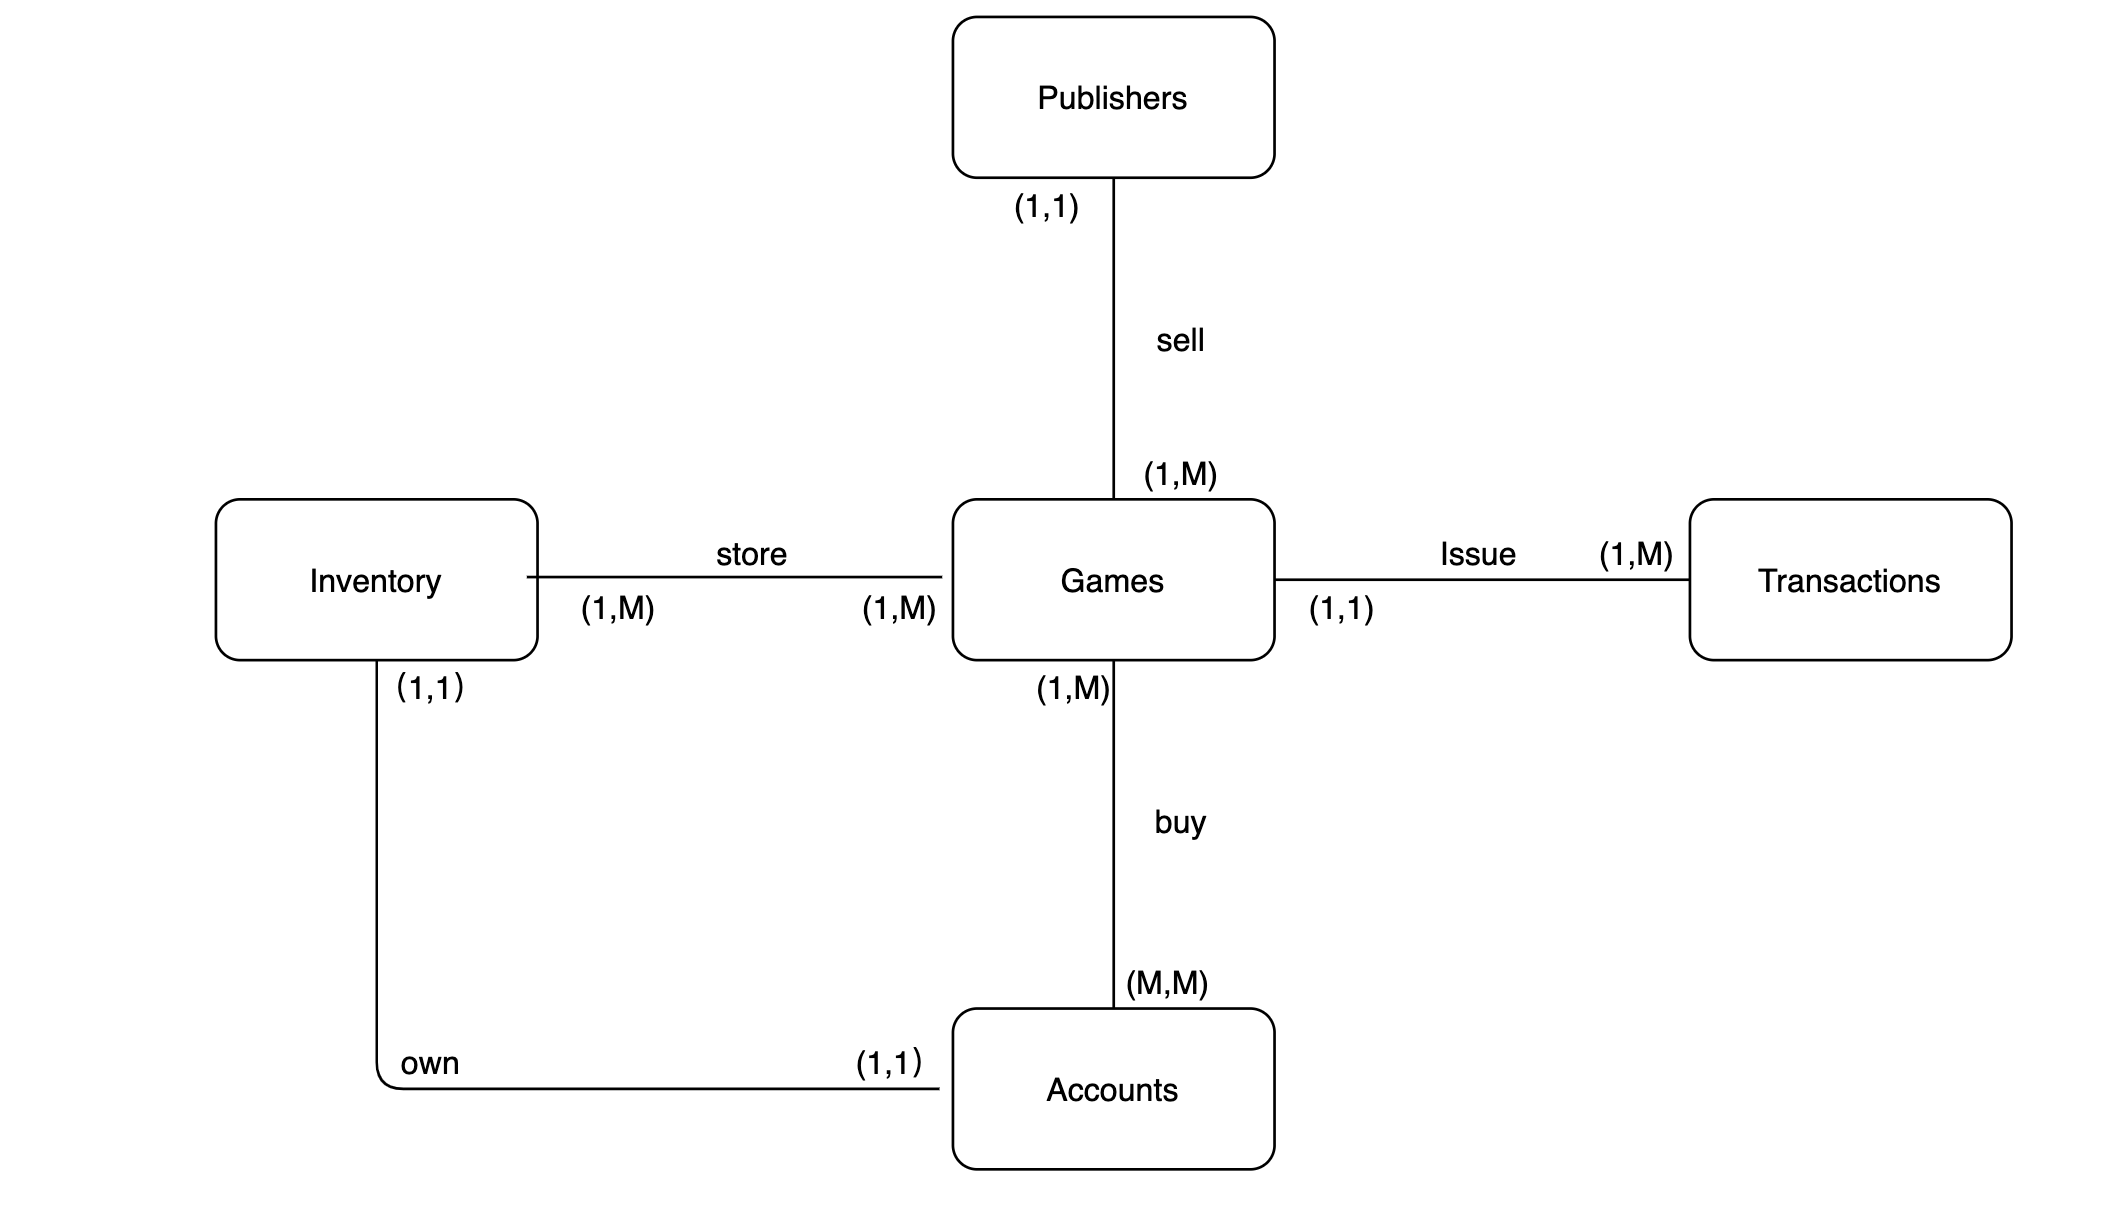 Publishers
(1,1)
sell
(1,M)
Inventory
store
(1,M)
(1,M)
Games
Issue
(1,M)
(1,1)
Transactions
(1,1)
(1,M)
buy
(M,M)
own
(1,1)
Accounts